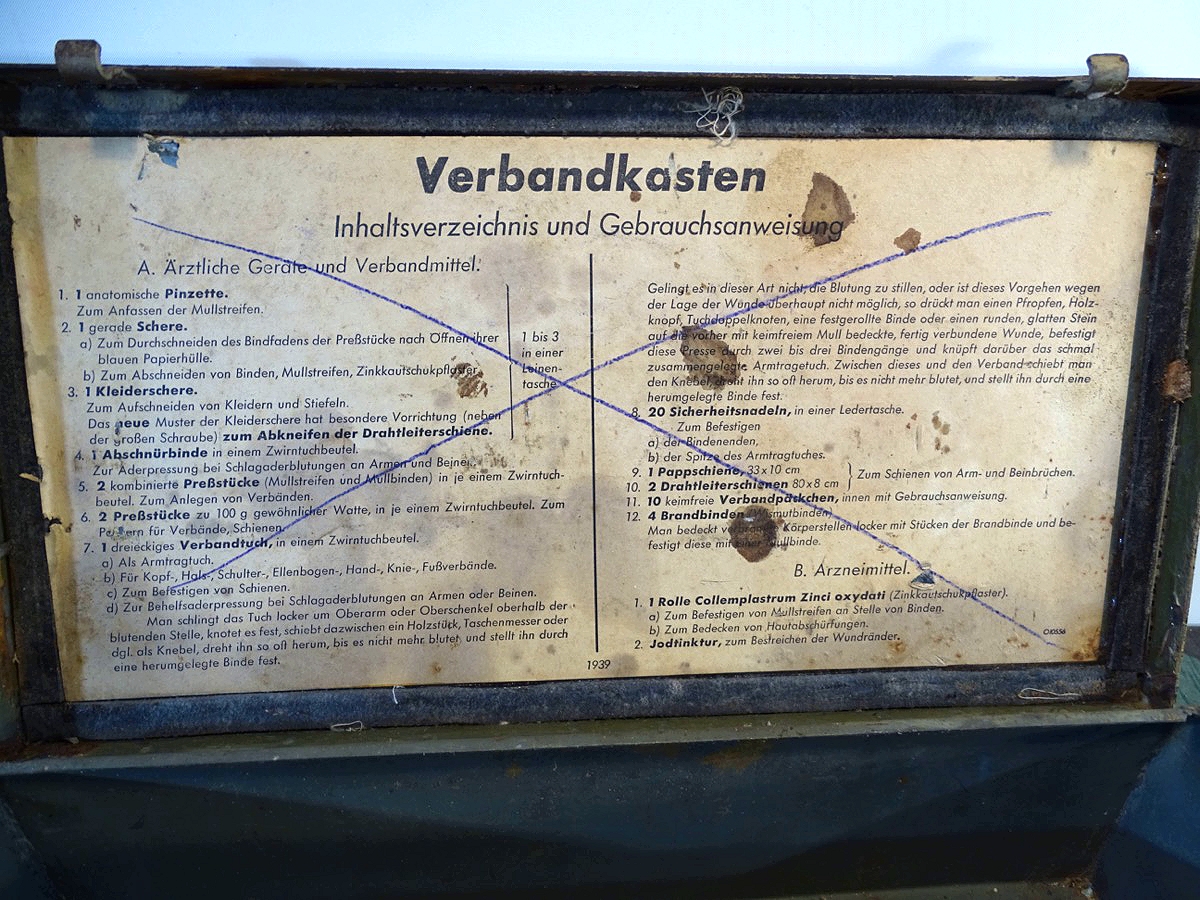 Verbandkasten
Inhaltsverzeichnis und Gebrauchsanweisung
A. Ärztliche Geräte und Verbandmittel.
1. 1 anatomische Pinzette.
Zum Anfassen der Mullstreifen.
2. 1 gerade Schere.
a) Zum Durchschneiden des Bindfadens der Preßstücke nach Öffnen ihrer
blauen Papierhülle.
b) Zum Abschneiden von Binden, Mullstreifen, Zinkkautschukpflaster.
3. 1 Kleiderschere.
Zum Aufschneiden von Kleidern und Stiefeln.
Das neue Muster der Kleiderschere hat besondere Vorrichtung (neben
der großen Schraube) zum Abkneifen der Drahtleiterschiene.
1 bis 3
in einer
Leinen-
tasche
4. 1 Abschnürbinde in einem Zwirntuchbeutel.
Zur Aderpressung bei Schlagaderblutungen an Armen und Beinen.
5. 2 kombinierte Preßstücke (Mullstreifen und Mullbinden) in je einem Zwirntuch-
beutel. Zum Anlegen von Verbänden.
6. 2 Preßstücke zu 100 g gewöhnlicher Watte, in je einem Zwirntuchbeutel. Zum
Polstern für Verbände, Schienen.
7. 1 dreieckiges Verbandtuch, in einem Zwirntuchbeutel.
a) Als Armtragtuch.
b) Für Kopf-, Hals-, Schulter-, Ellenbogen-, Hand-, Knie-, Fußverbände.
c) Zum Befestigen von Schienen.
d) Zur Behelfsaderpressung bei Schlagaderblutungen an Armen oder Beinen.
Man schlingt das Tuch locker um Oberarm oder Oberschenkel oberhalb der
blutenden Stelle, knotet es fest, schiebt dazwischen ein Holzstück, Taschenmesser oder
dgl. als Knebel, dreht ihn so oft herum, bis es nicht mehr blutet und stellt ihn durch
eine herumgelegte Binde fest.
Gelingt es in dieser Art nicht, die Blutung zu stillen, oder ist dieses Vorgehen wegen
der Lage der Wunde überhaupt nicht möglich, so drückt man einen Pfropfen, Holz-
knopf, Tuchdoppelknoten, eine festgerollte Binde oder einen runden, glatten Stein
auf die vorher mit keimfreiem Mull bedeckte, fertig verbundene Wunde, befestigt
diese Presse durch zwei bis drei Bindengänge und knüpft darüber das schmal
zusammengelegte Armtragetuch. Zwischen dieses und den Verband schiebt man
den Knebel, dreht ihn so oft herum, bis es nicht mehr blutet, und stellt ihn durch eine
herumgelegte Binde fest.
8. 20 Sicherheitsnadeln, in einer Ledertasche.
Zum Befestigen
a) der Bindenenden,
b) der Spitze des Armtragtuches.
9. 1 Pappschiene, 33 x 10 cm
10. 2 Drahtleiterschienen 80 x 8 cm
Zum Schienen von Arm- und Beinbrüchen.
11. 10 keimfreie Verbandpäckchen, innen mit Gebrauchsanweisung.
12. 4 Brandbinden (Wismutbinden)
Man bedeckt verbrannte Körperstellen locker mit Stücken der Brandbinde und be-
festigt diese mit einer Mullbinde.
B. Arzneimittel.
1. 1 Rolle Collemplastrum Zinci oxydati (Zinkkautschukpflaster).
a) Zum Befestigen von Mullstreifen an Stelle von Binden.
b) Zum Bedecken von Hautabschürfungen.
2. Jodtinktur, zum Bestreichen der Wundränder.
1939